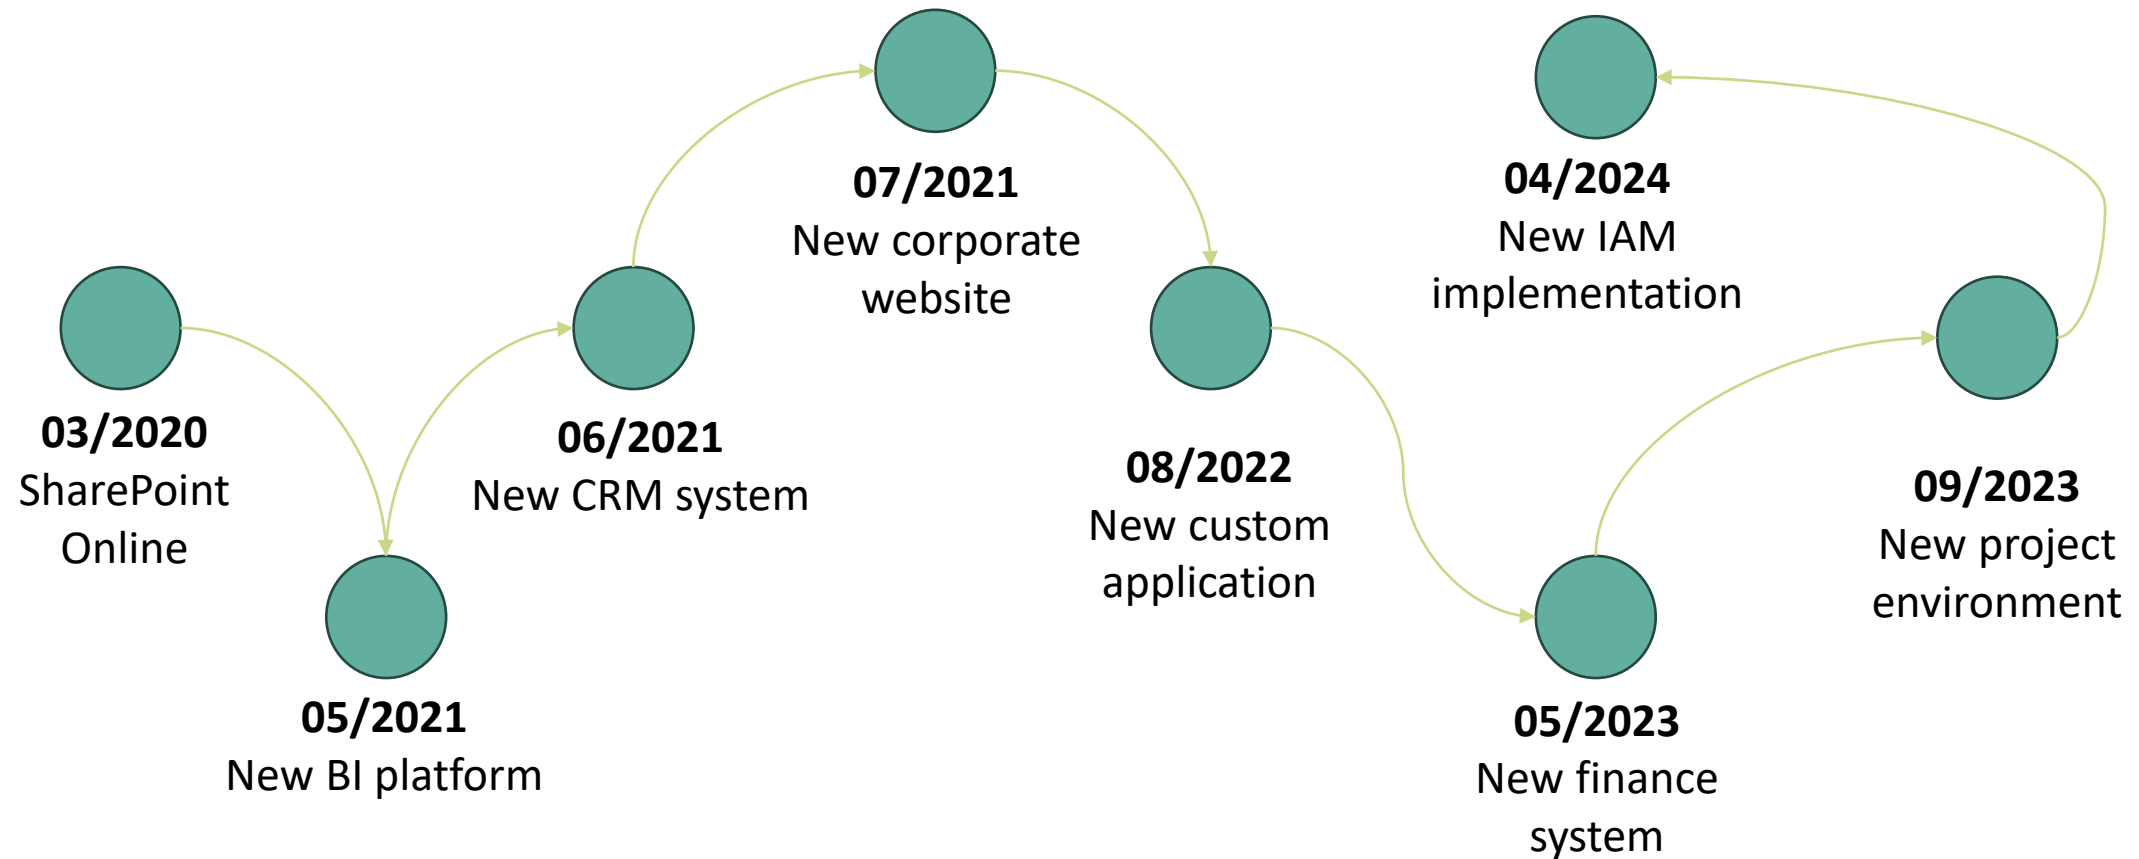 03/2020
SharePoint
Online
05/2021
New BI platform
06/2021
New CRM system
07/2021
New corporate
website
08/2022
New custom
application
05/2023
New finance
system
09/2023
New project
environment
04/2024
New IAM
implementation